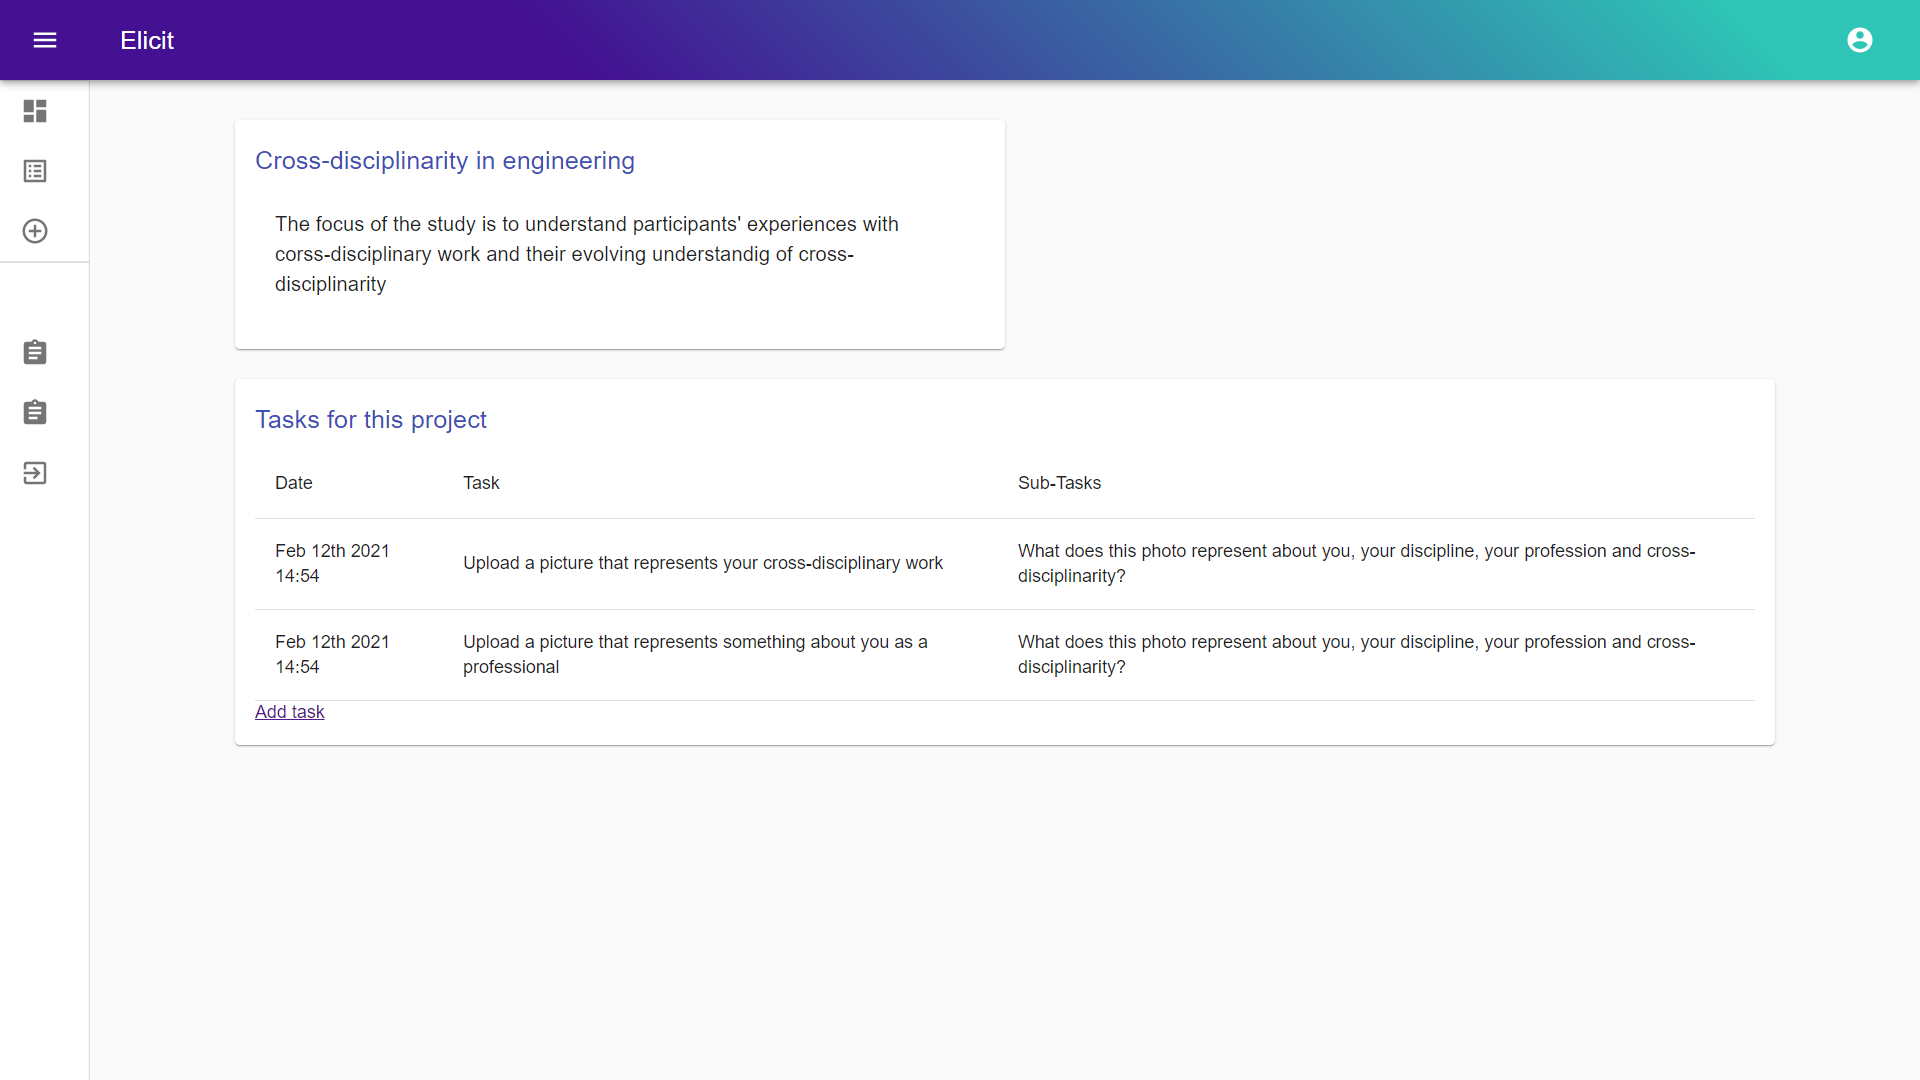 Elicit
Cross-disciplinarity in engineering
The focus of the study is to understand participants' experiences with
corss-disciplinary work and their evolving understandig of cross-
disciplinarity
Tasks for this project
Date Task Sub-Tasks
Feb 12th 2021
14:54
Upload a picture that represents your cross-disciplinary work
What does this photo represent about you, your discipline, your profession and cross-
disciplinarity?
Feb 12th 2021
14:54
Upload a picture that represents something about you as a
professional
What does this photo represent about you, your discipline, your profession and cross-
disciplinarity?
Add task